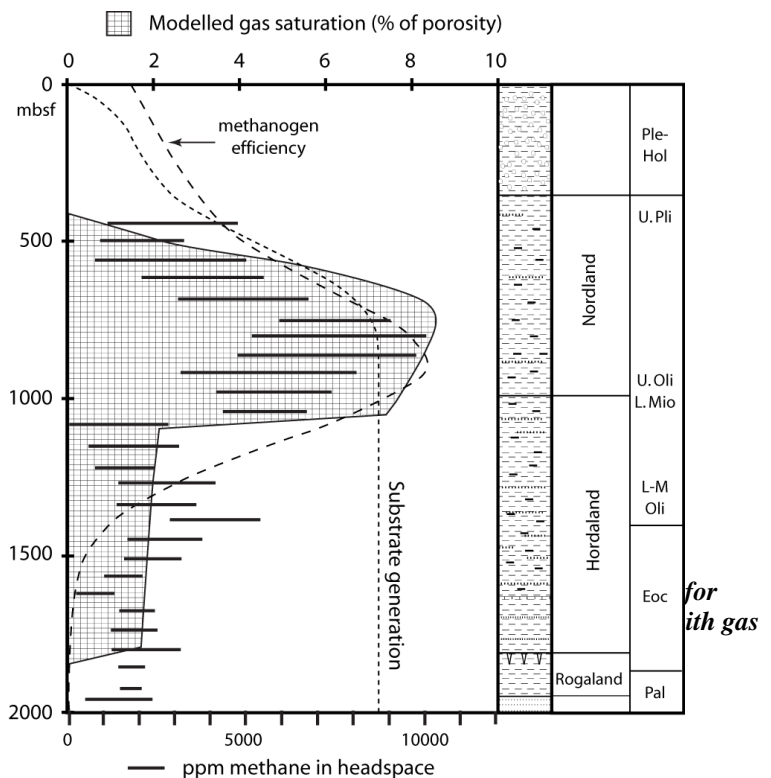 Modelled gas saturation (% of porosity)
0 2 4 6 8 10
0
mbsf
methanogen
efficiency
500
1000
1500
2000
Substrate generation
0 5000 10000
ppm methane in headspace
Nordland
Hordaland
Rogaland
Ple-
Hol
U. Pli
U. Oli
L. Mio
L-M
Oli
Eoc
Pal
for
ith gas